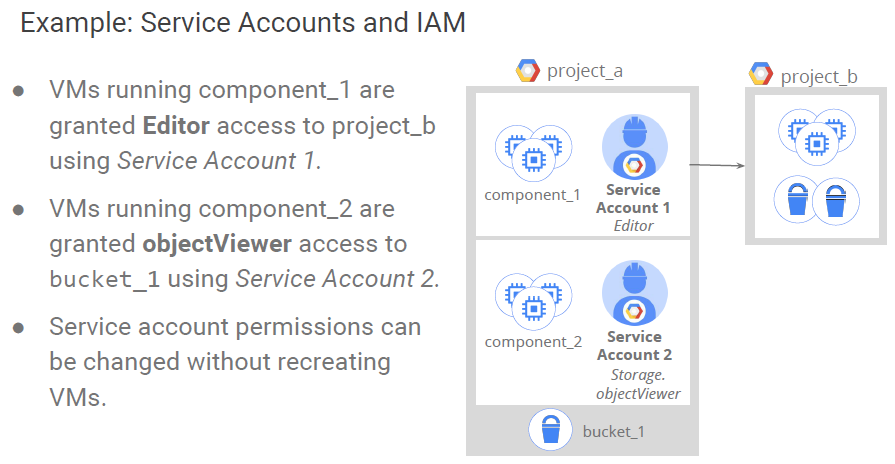 Example: Service Accounts and IAM
● VMs running component_1 are
granted Editor access to project_b
using Service Account 1.
● VMs running component_2 are
granted objectViewer access to
bucket_1 using Service Account 2.
● Service account permissions can
be changed without recreating
VMs.
project_a
component_1
Service
Account 1
Editor
component_2
Service
Account 2
Storage.
objectViewer
bucket_1
project_b